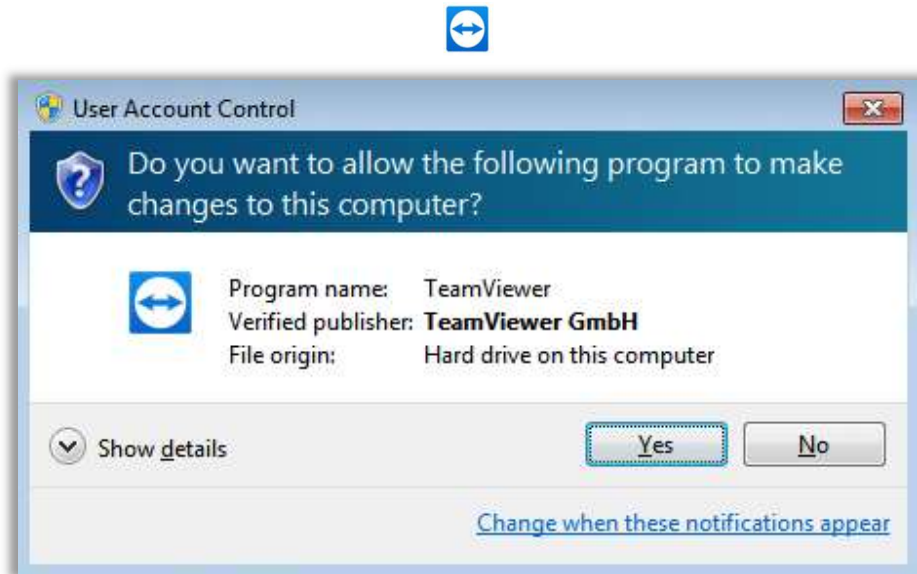 User Account Control
Do you want to allow the following program to make
changes to this computer?
Program name: TeamViewer
Verified publisher: TeamViewer GmbH
File origin: Hard drive on this computer
Show details
Yes
No
Change when these notifications appear